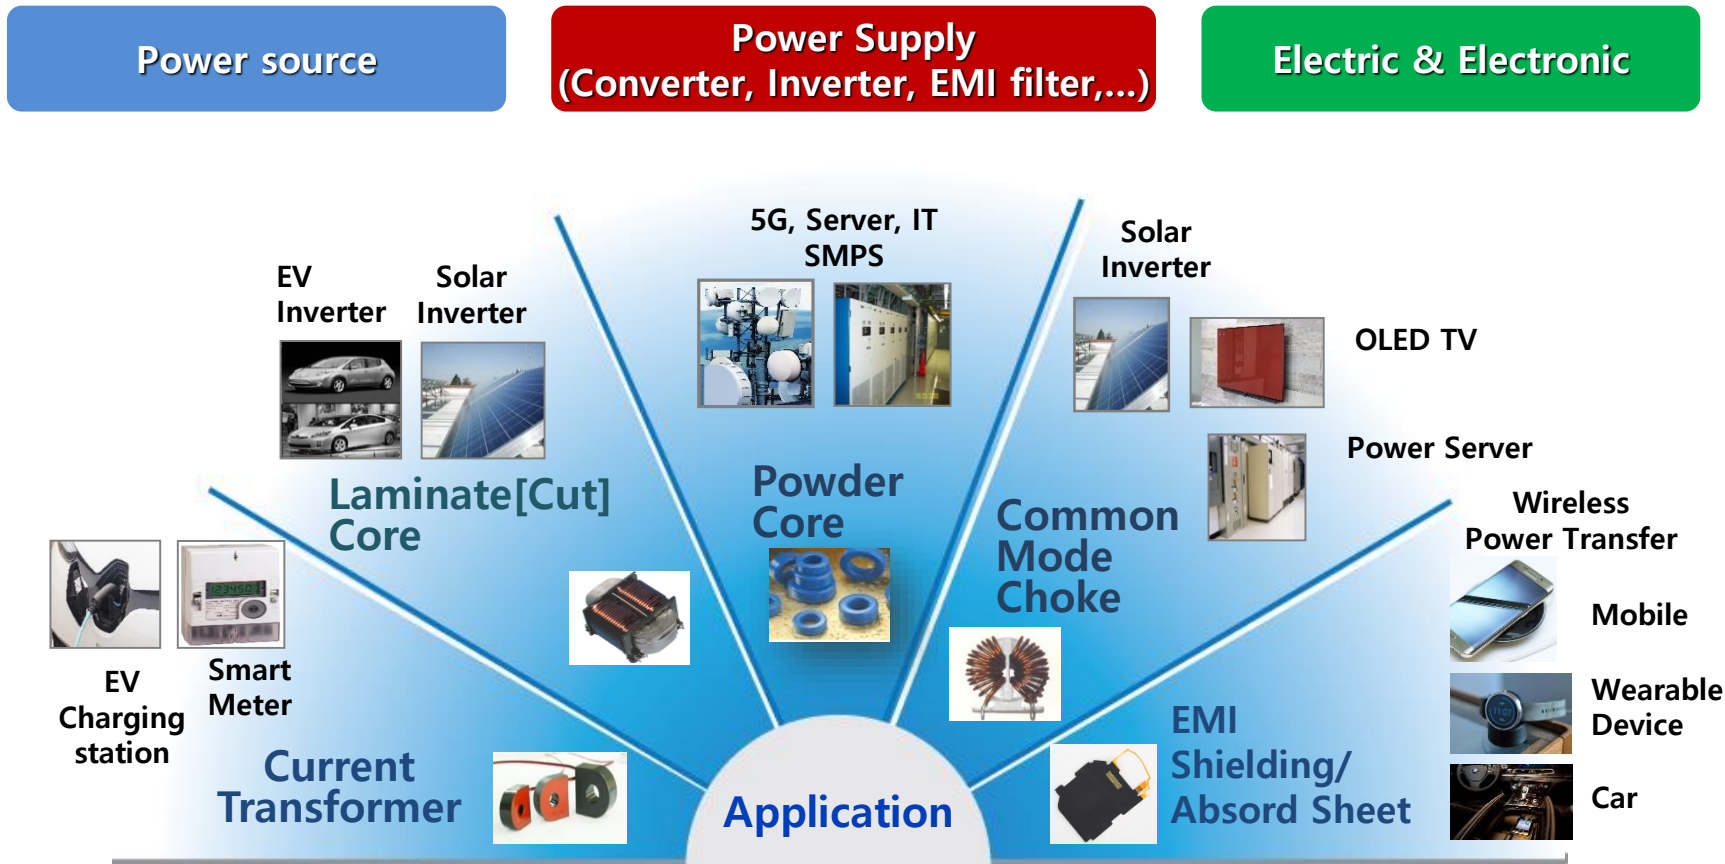 Power source
Power Supply
(Converter, Inverter, EMI filter,...)
Electric & Electronic
5G, Server, IT
SMPS
Solar
Inverter
EV
Inverter
Solar
Inverter
OLED TV
Power Server
Laminate[Cut]
Core
Powder
Core
Common
Mode
Choke
Wireless
Power Transfer
Mobile
Wearable
Device
Car
EV
Charging
station
Smart
Meter
Current
Transformer
EMI
Shielding/
Absord Sheet
Application